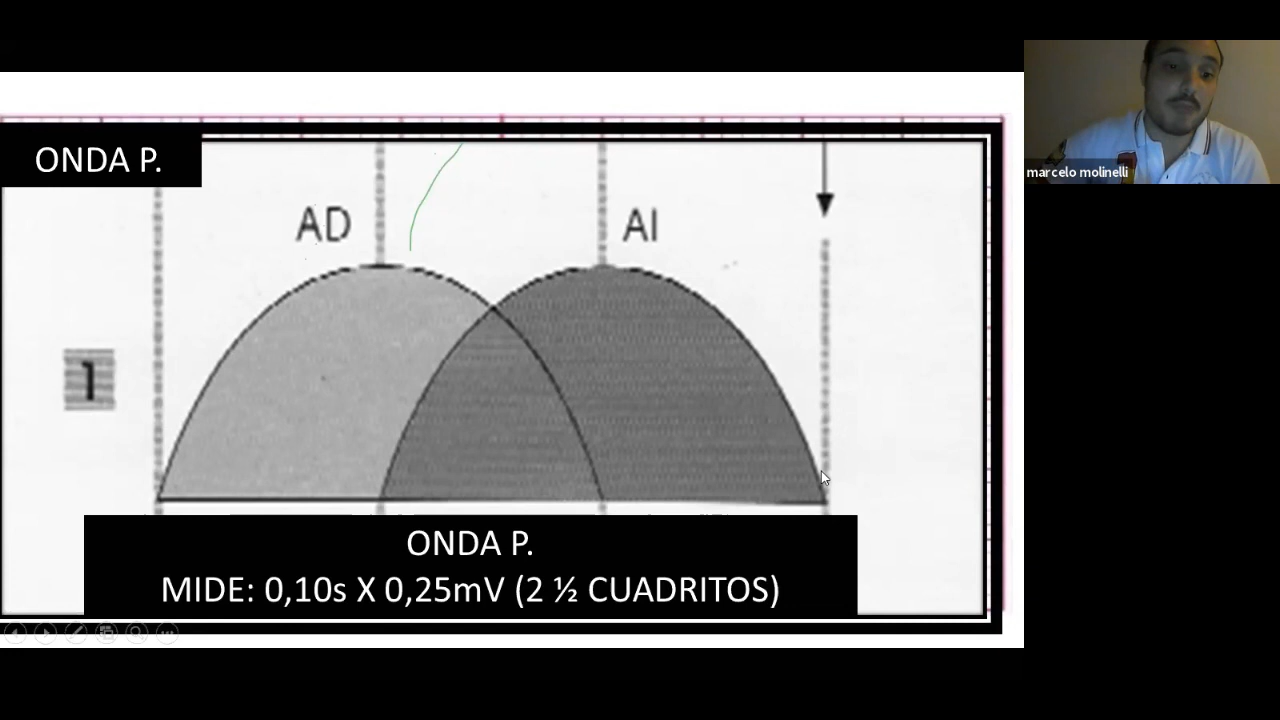 ONDA P.
AD
AI
1
ONDA P.
MIDE: 0,10s X 0,25mV (2 ½ CUADRITOS)
marcelo molinelli